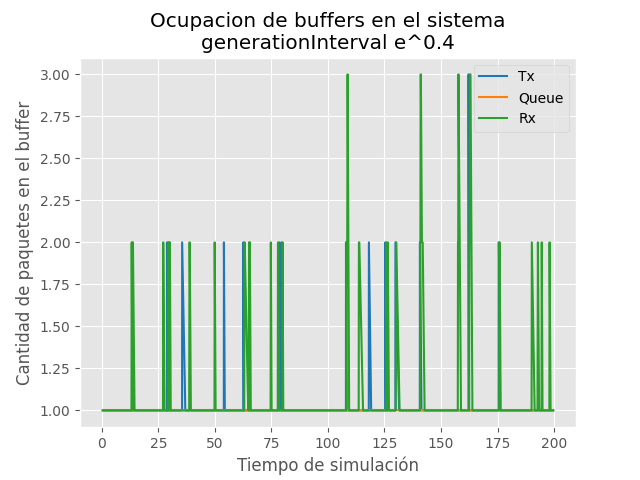 Ocupacion de buffers en el sistema
generationInterval e^0.4
Cantidad de paquetes en el buffer
3.00
2.75
2.50
2.25
2.00
1.75
1.50
1.25
1.00
Tx
Queue
Rx
0 25 50 75 100 125 150 175 200
Tiempo de simulación